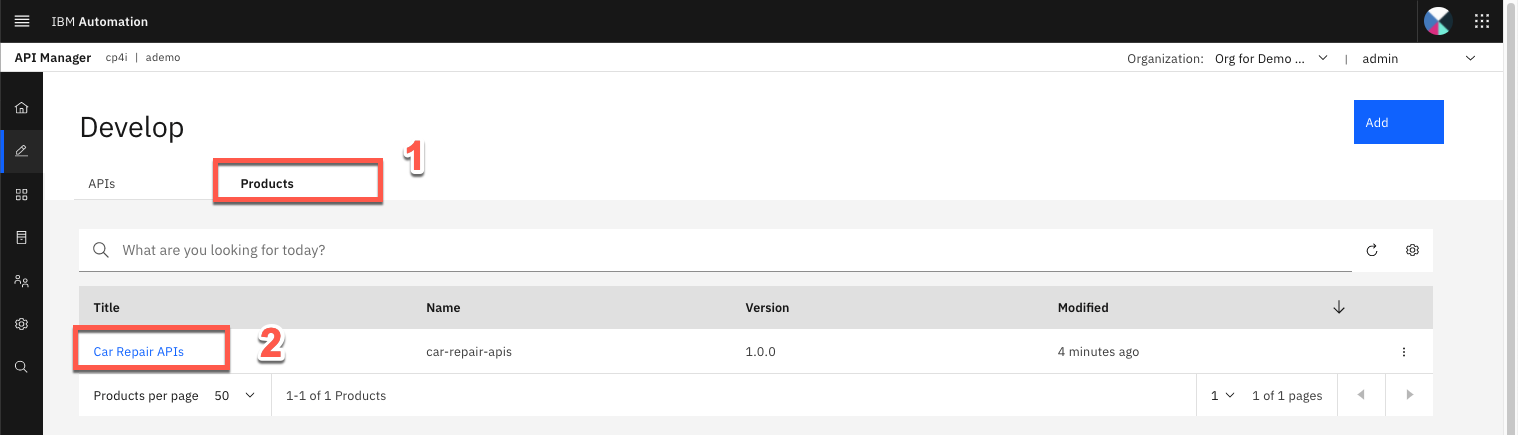 IBM Automation
API Manager cp4i | ademo Organization: Org for Demo ... | admin
Develop
Add
1
APIs Products
What are you looking for today?
Title Name Version Modified
2
Car Repair APIs car-repair-apis 1.0.0 4 minutes ago
Products per page 50 1-1 of 1 Products 1 1 of 1 pages